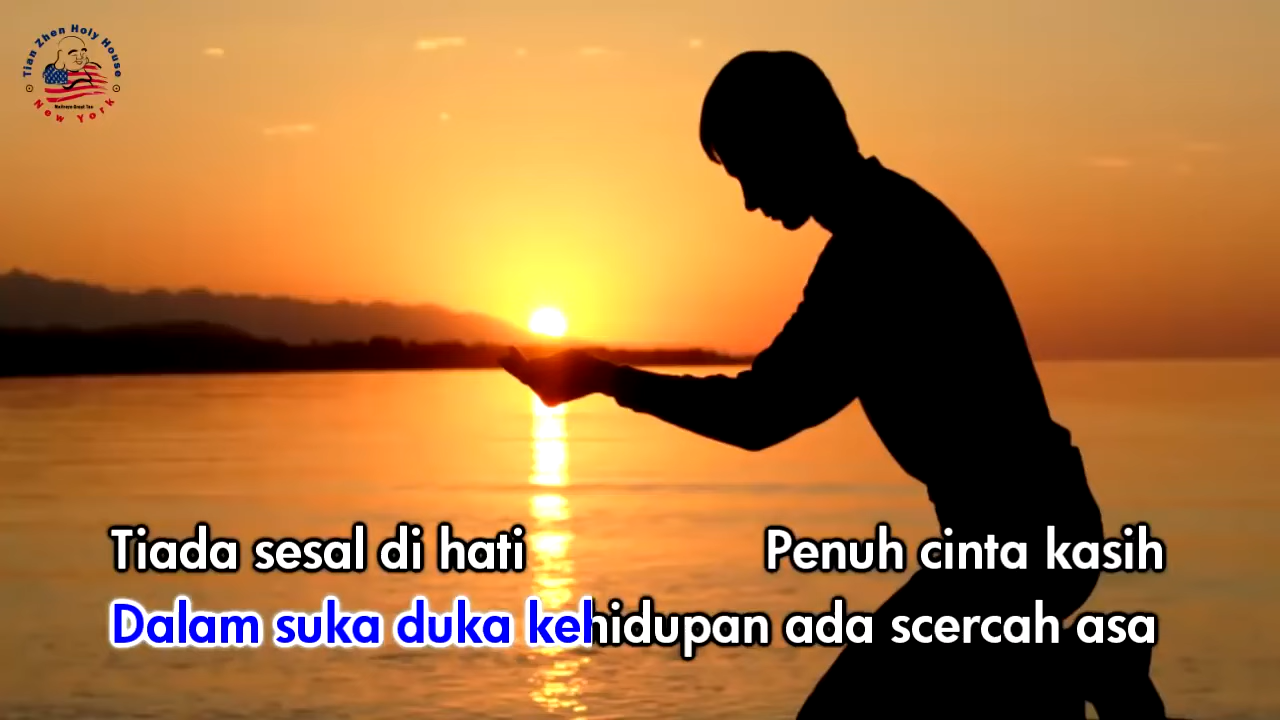 Tian Zhen Holy House
New York
Tiada sesal di hati Penuh cinta kasih
Dalam suka duka kehidupan ada scercah asa